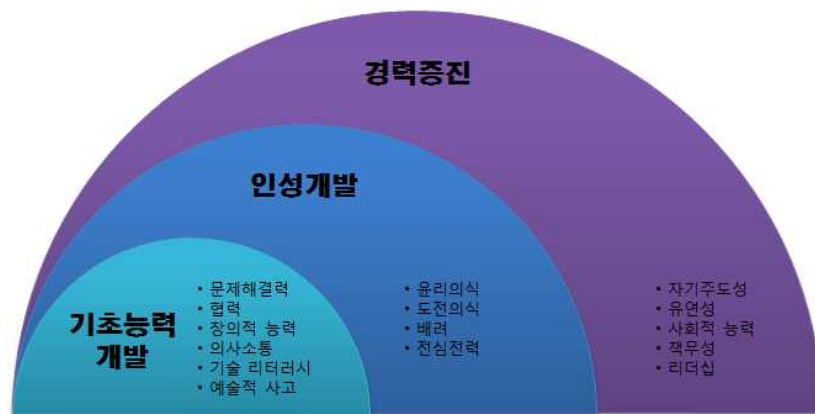 경력증진
인성개발
기초능력
개발
• 문제해결력
• 협력
• 창의적 능력
• 의사소통
• 기술 리터러시
• 예술적 사고
• 윤리의식
• 도전의식
• 배려
• 전심전력
• 자기주도성
• 유연성
• 사회적 능력
• 책무성
• 리더십